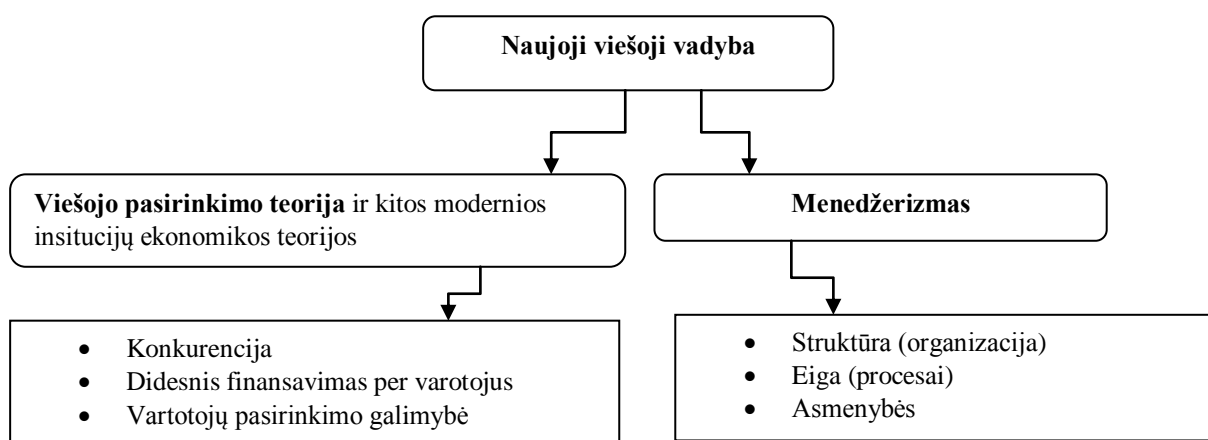 Naujoji viešoji vadyba
Viešojo pasirinkimo teorija ir kitos modernios
insitucijų ekonomikos teorijos
Menedžerizmas
• Konkurencija
• Didesnis finansavimas per varotojus
• Vartotojų pasirinkimo galimybė
• Struktūra (organizacija)
• Eiga (procesai)
• Asmenybės